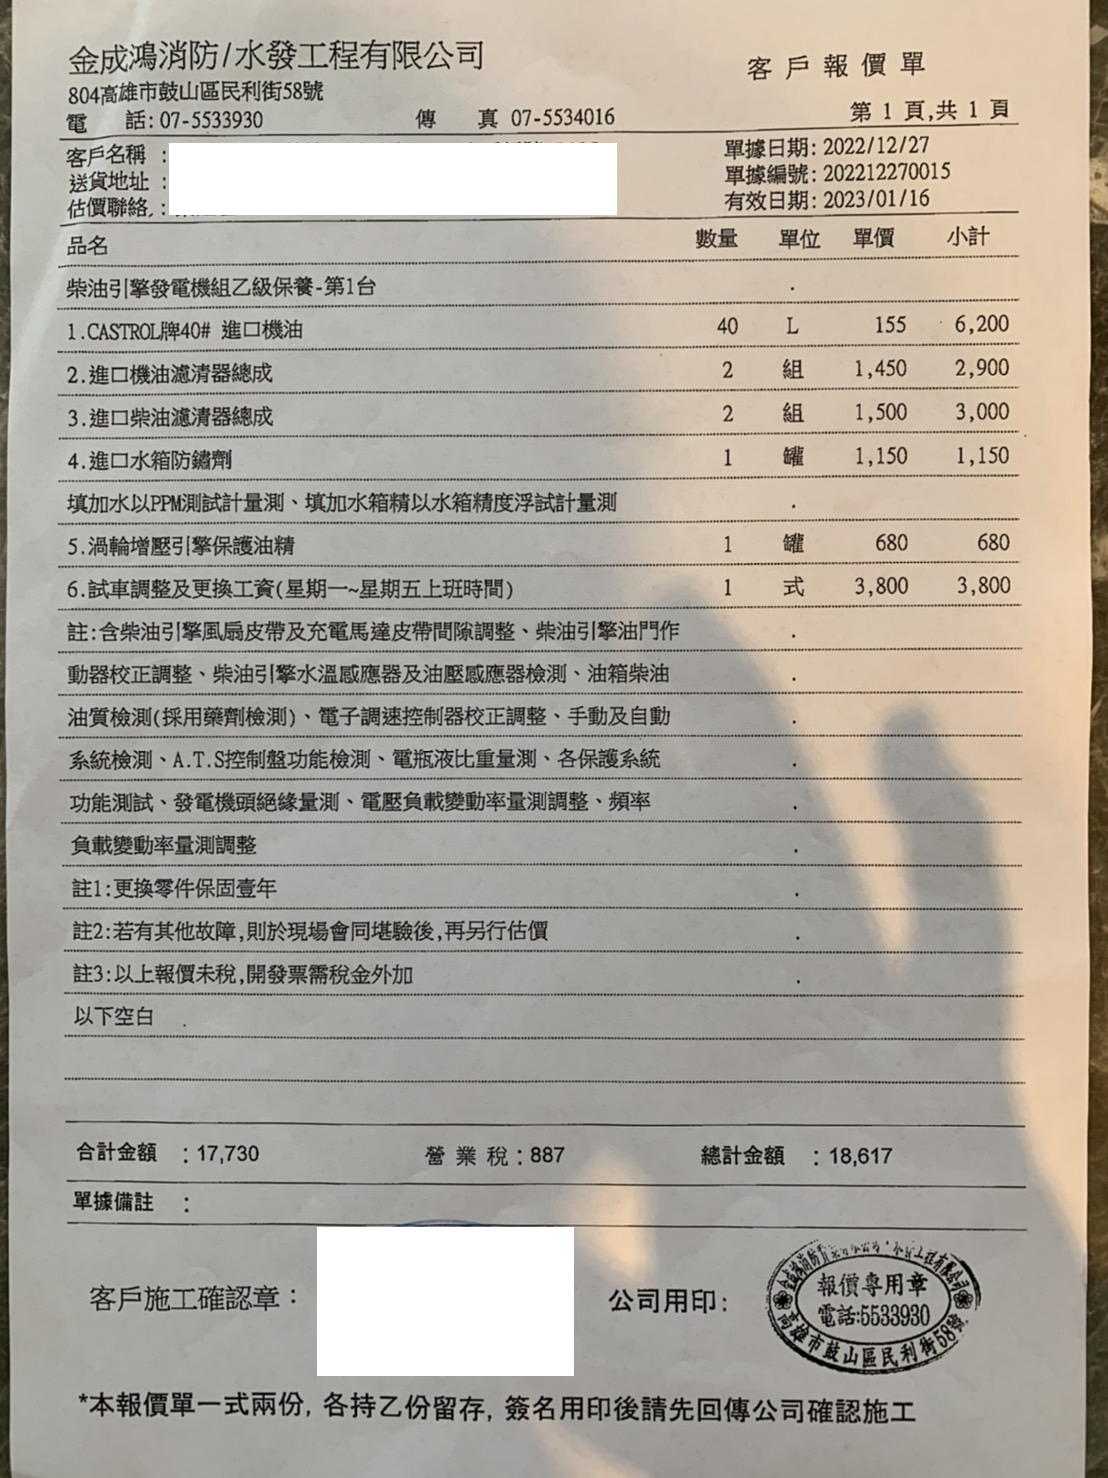 金成鴻消防/水發工程有限公司
客戶報價單
804高雄市鼓山區民利街58號
電 話:07-5533930 傳 真 07-5534016
第 1 頁,共 1 頁
客戶名稱 :
單據日期: 2022/12/27
送貨地址 :
單據編號: 202212270015
估價聯絡 :
有效日期: 2023/01/16
品名 數量 單位 單價 小計
柴油引擎發電機組乙級保養-第1台
1.CASTROL牌40# 進口機油 40 L 155 6,200
2.進口機油濾清器總成 2 組 1,450 2,900
3.進口柴油濾清器總成 2 組 1,500 3,000
4.進口水箱防鏽劑 1 罐 1,150 1,150
填加水以PPM測試計量測、填加水箱精以水箱精度浮試計量測
5.渦輪增壓引擎保護油精 1 罐 680 680
6.試車調整及更換工資(星期一~星期五上班時間) 1 式 3,800 3,800
註:含柴油引擎風扇皮帶及充電馬達皮帶間隙調整、柴油引擎油門作
動器校正調整、柴油引擎水溫感應器及油壓感應器檢測、油箱柴油
油質檢測(採用藥劑檢測)、電子調速控制器校正調整、手動及自動
系統檢測、A.T.S控制盤功能檢測、電瓶液比重量測、各保護系統
功能測試、發電機頭絕緣量測、電壓負載變動率量測調整、頻率
負載變動率量測調整
註1:更換零件保固壹年
註2:若有其他故障,則於現場會同堪驗後,再另行估價
註3:以上報價未稅,開發票需稅金外加
以下空白
合計金額 :17,730 營業稅:887 總計金額 :18,617
單據備註 :
客戶施工確認章: 公司用印:
報價專用章
電話:5533930
高雄市鼓山區民利街58號
*本報價單一式兩份, 各持乙份留存, 簽名用印後請先回傳公司確認施工